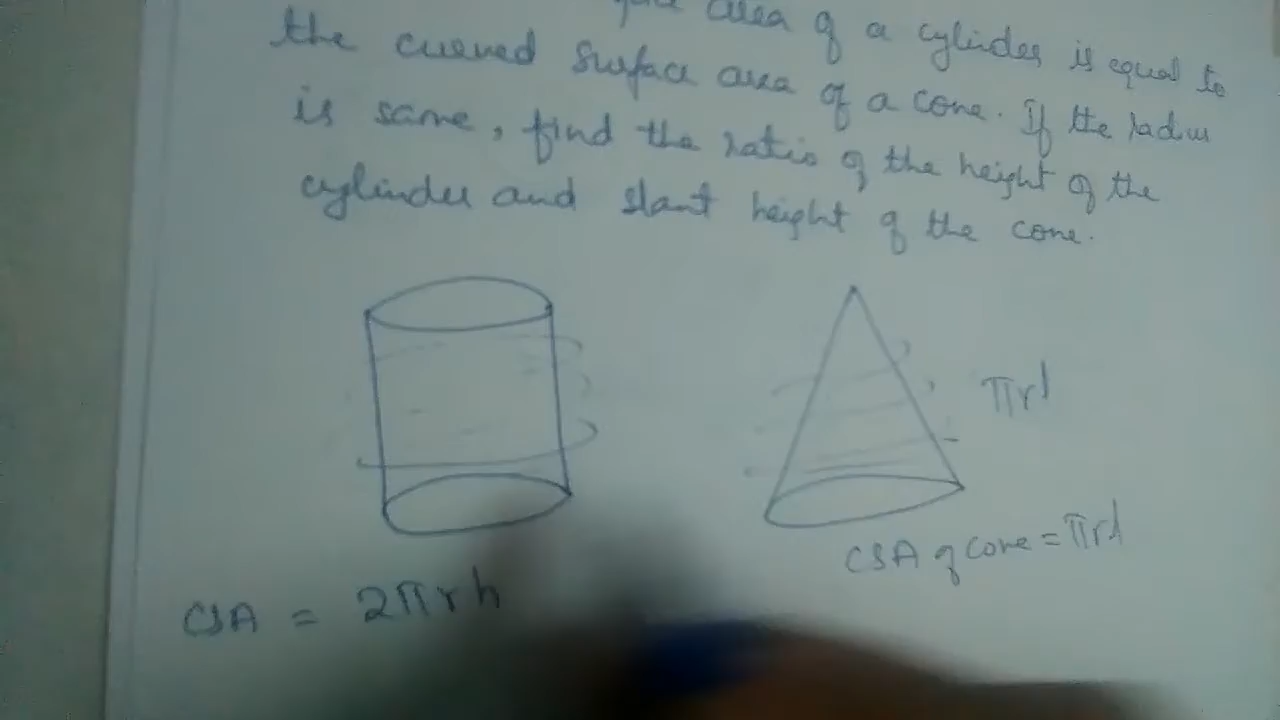 area of a cylinder is equal to
the curved surface area of a cone. If the radius
is same, find the ratio of the height of the
cylinder and slant height of the cone.
πrl
CSA of cone = πrl
CSA = 2πrh